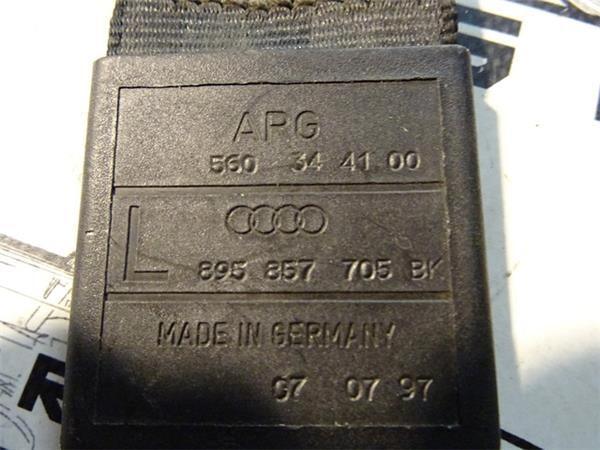 APG
560 34 41 00
L
895 857 705 BK
MADE IN GERMANY
07 07 97
R